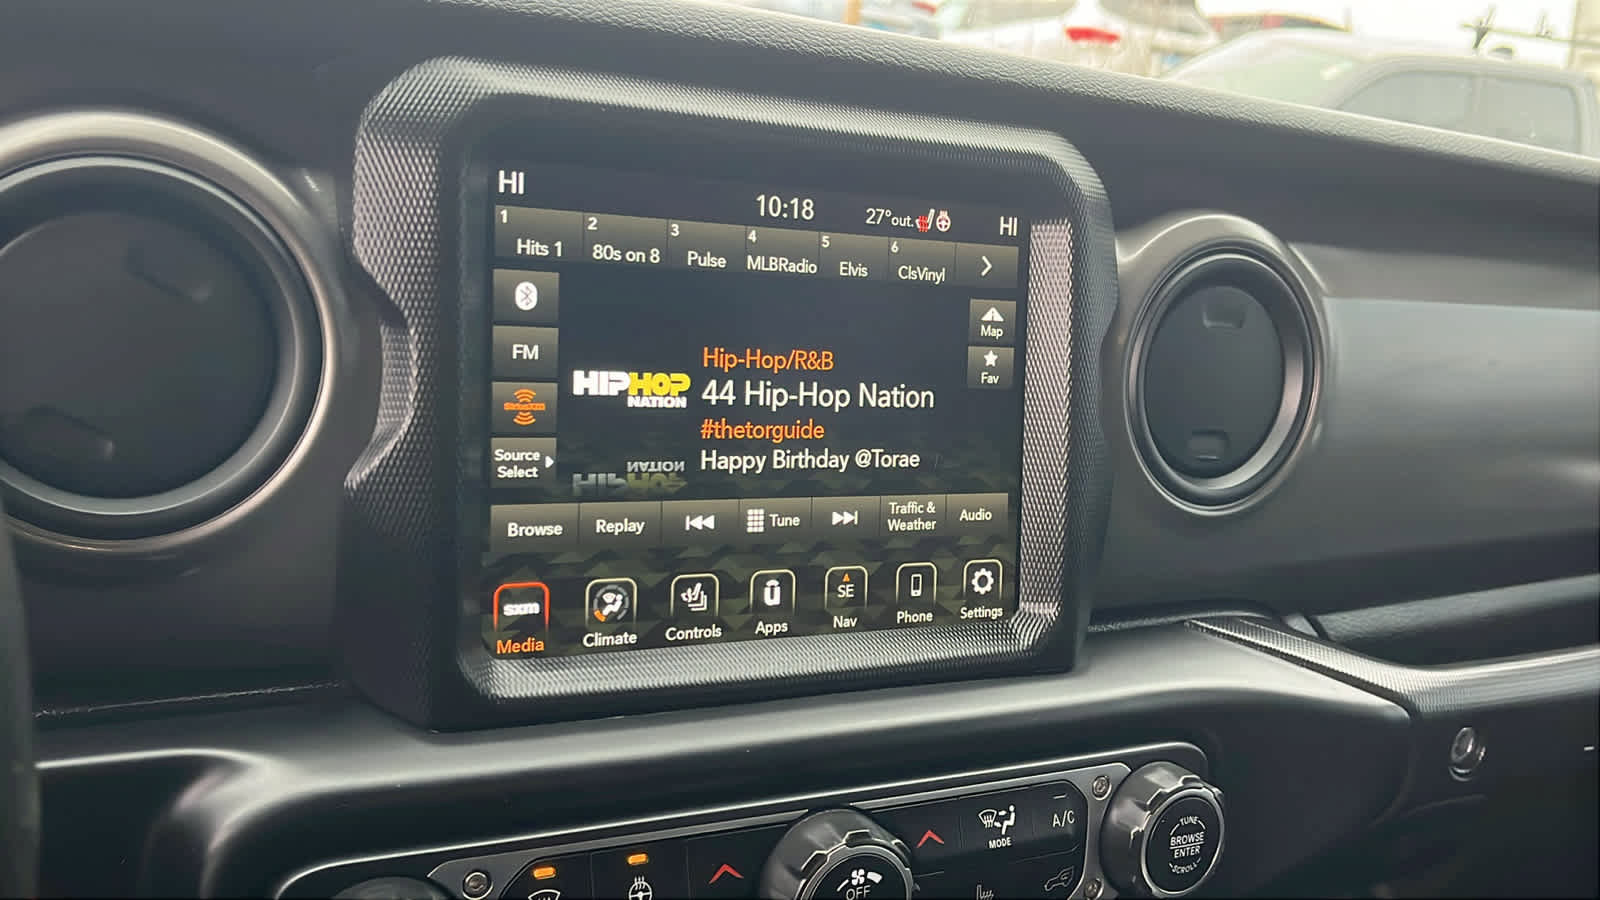 HI
10:18
27°out.
HI
1 Hits 1
2 80s on 8
3 Pulse
4 MLBRadio
5 Elvis
6 ClsVinyl
FM
SiriusXM
Source
Select
HIPHOP
NATION
Hip-Hop/R&B
44 Hip-Hop Nation
#thetorguide
Happy Birthday @Torae
Map
Fav
Browse
Replay
Tune
Traffic &
Weather
Audio
sxm
Media
Climate
Controls
Apps
SE
Nav
Phone
Settings
OFF
MODE
A/C
TUNE
BROWSE
ENTER
SCROLL